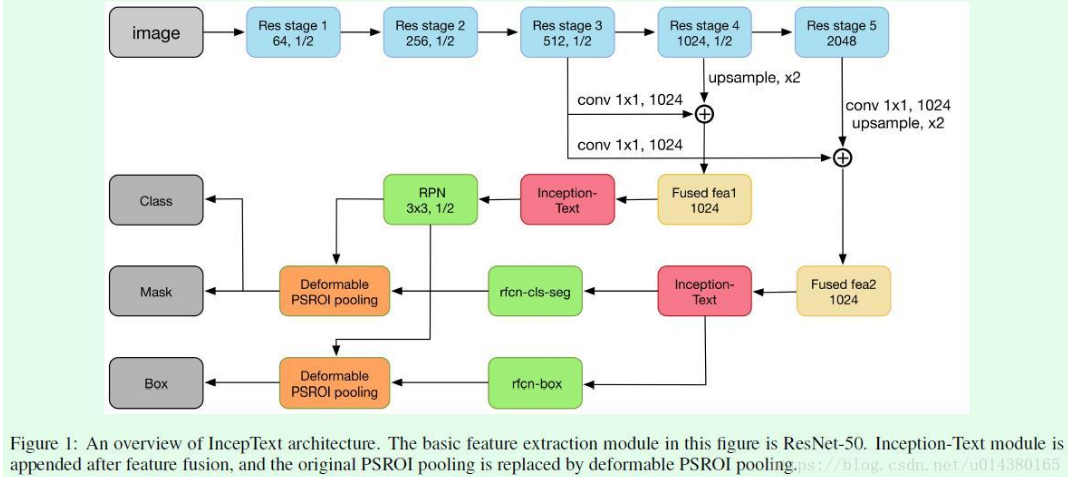 image
Res stage 1
64, 1/2
Res stage 2
256, 1/2
Res stage 3
512, 1/2
Res stage 4
1024, 1/2
Res stage 5
2048
upsample, x2
conv 1x1, 1024
conv 1x1, 1024
upsample, x2
conv 1x1, 1024
Class
RPN
3x3, 1/2
Inception-
Text
Fused fea1
1024
Mask
Deformable
PSROI pooling
rfcn-cls-seg
Inception-
Text
Fused fea2
1024
Box
Deformable
PSROI pooling
rfcn-box
Figure 1: An overview of IncepText architecture. The basic feature extraction module in this figure is ResNet-50. Inception-Text module is
appended after feature fusion, and the original PSROI pooling is replaced by deformable PSROI pooling.
https://blog.csdn.net/u014380165